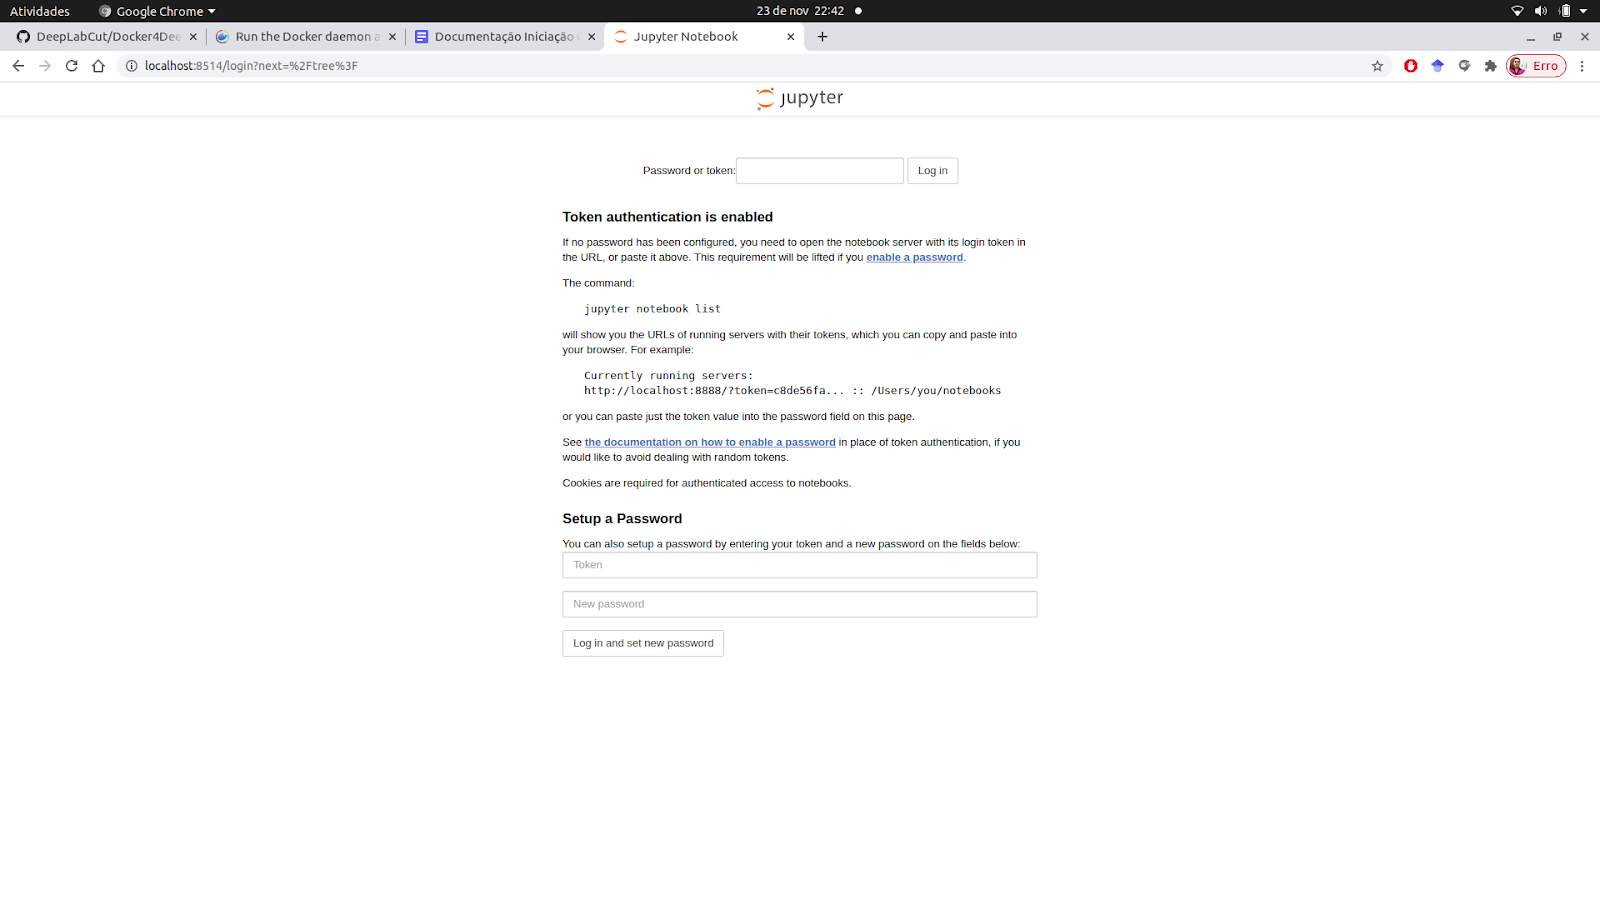 Atividades
Google Chrome
23 de nov 22:42
DeepLabCut/Docker4Dee
Run the Docker daemon a
Documentação Iniciação
Jupyter Notebook
localhost:8514/login?next=%2Ftree%3F
Erro
jupyter
Password or token:
Log in
Token authentication is enabled
If no password has been configured, you need to open the notebook server with its login token in
the URL, or paste it above. This requirement will be lifted if you enable a password.
The command:
jupyter notebook list
will show you the URLs of running servers with their tokens, which you can copy and paste into
your browser. For example:
Currently running servers:
http://localhost:8888/?token=c8de56fa... :: /Users/you/notebooks
or you can paste just the token value into the password field on this page.
See the documentation on how to enable a password in place of token authentication, if you
would like to avoid dealing with random tokens.
Cookies are required for authenticated access to notebooks.
Setup a Password
You can also setup a password by entering your token and a new password on the fields below:
Token
New password
Log in and set new password